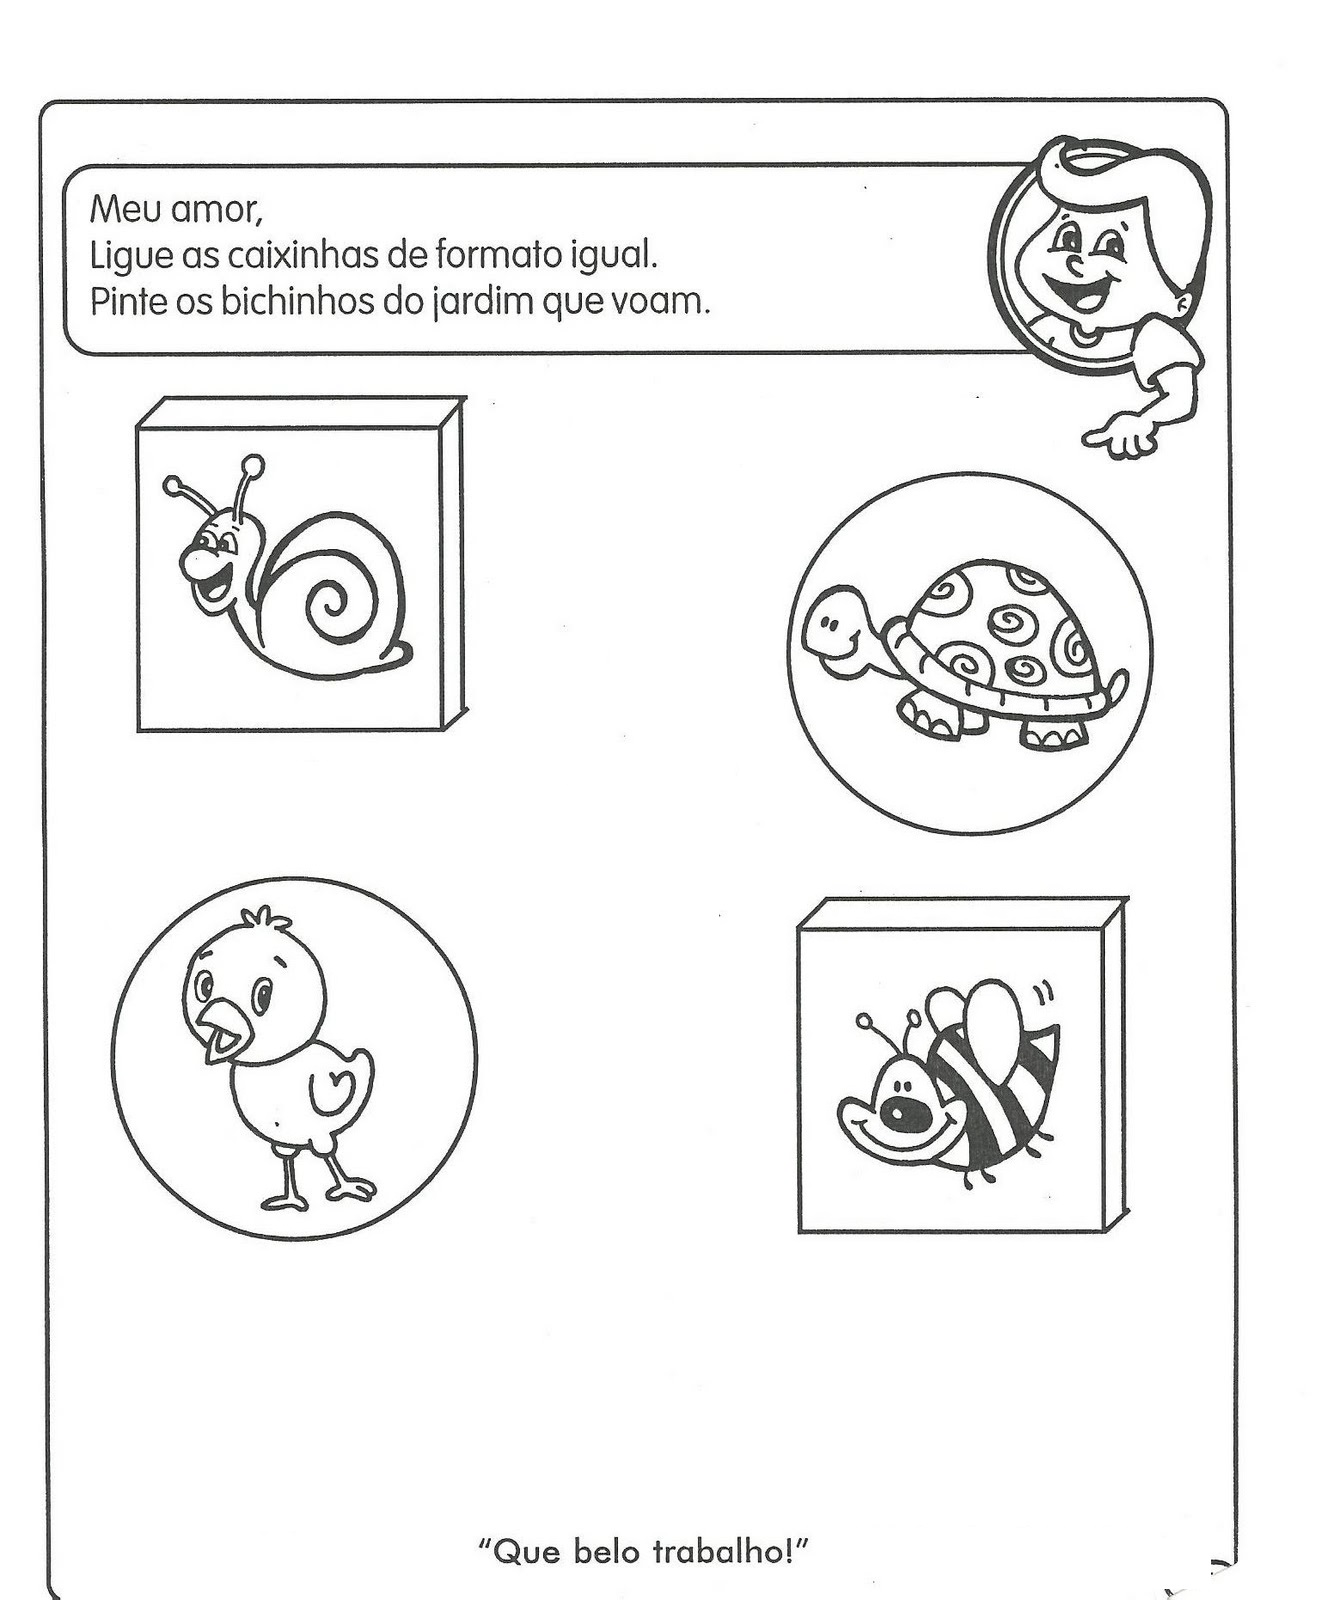 Meu amor,
Ligue as caixinhas de formato igual.
Pinte os bichinhos do jardim que voam.
“Que belo trabalho!”